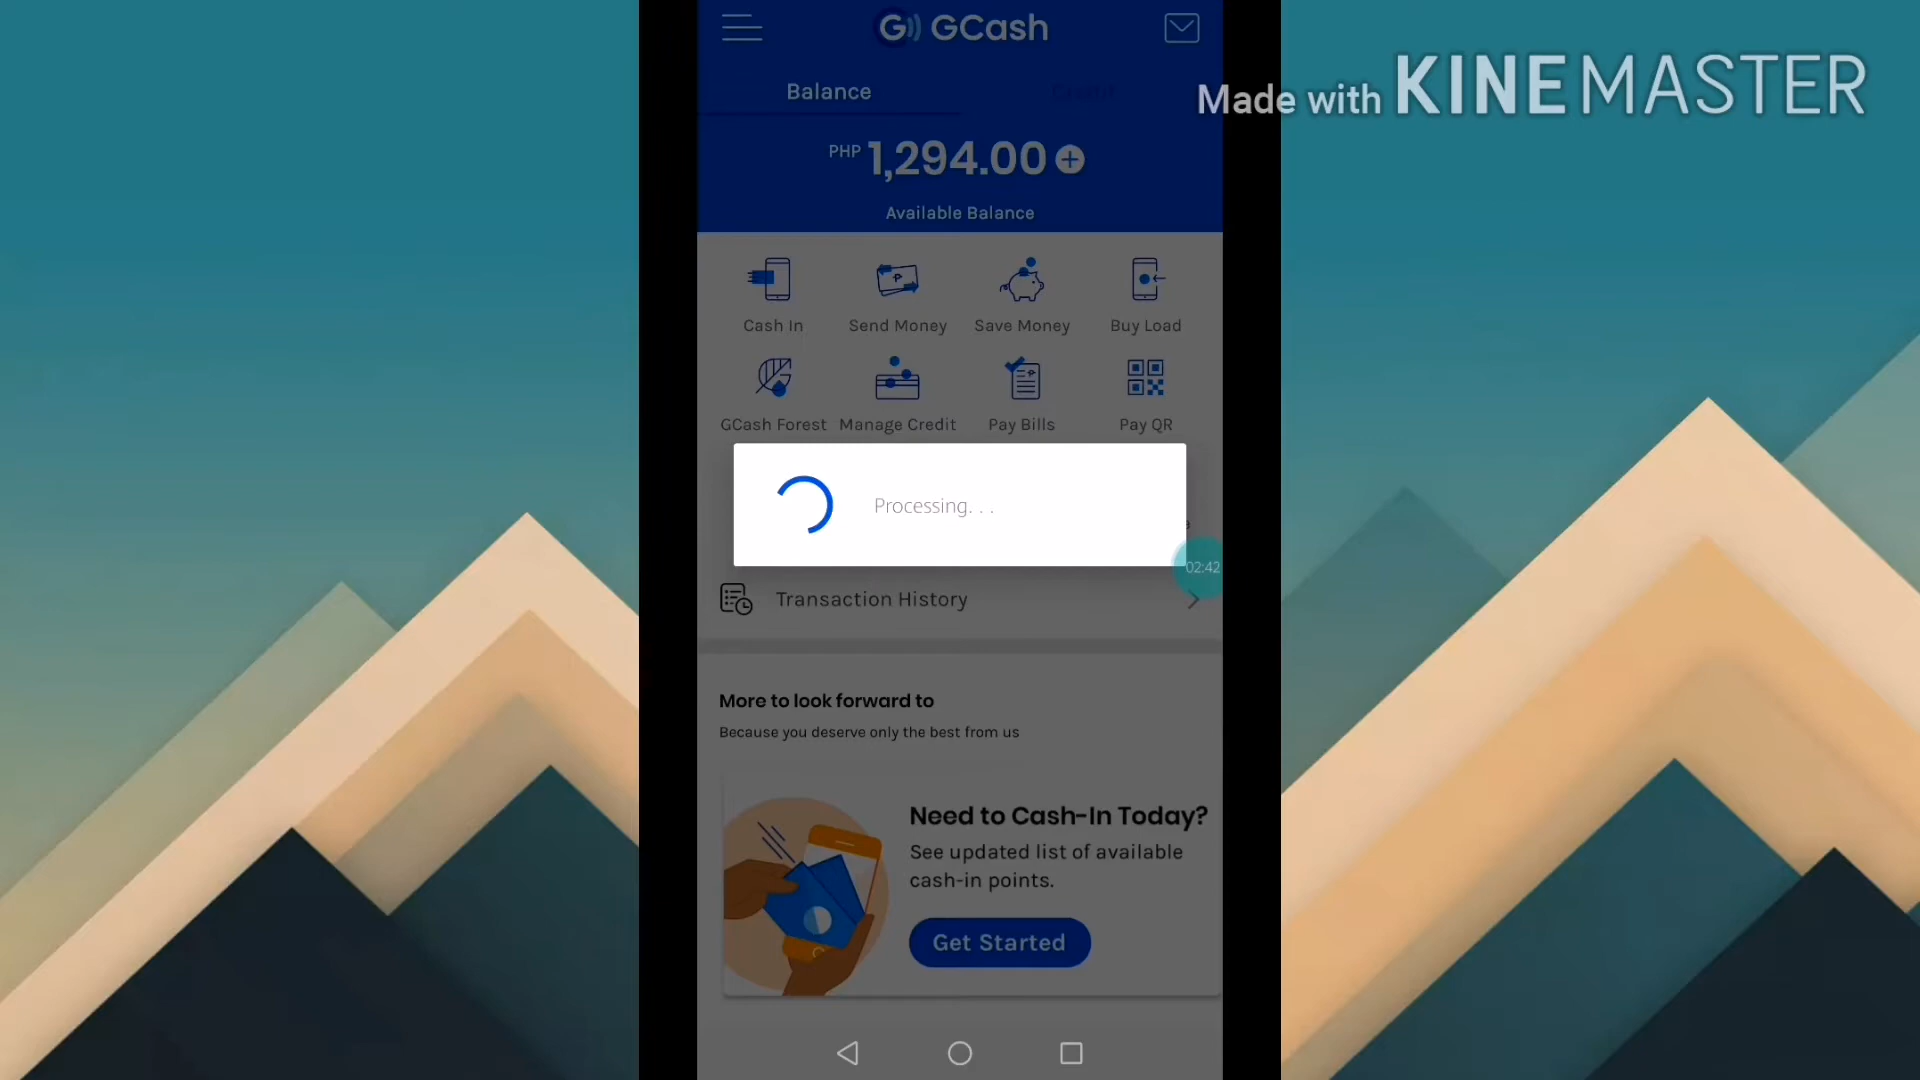 GCash
Made with KINEMASTER
Balance
PHP 1,294.00
Available Balance
Cash In
Send Money
Save Money
Buy Load
GCash Forest
Manage Credit
Pay Bills
Pay QR
Processing. . .
02:42
Transaction History
More to look forward to
Because you deserve only the best from us
Need to Cash-In Today?
See updated list of available
cash-in points.
Get Started